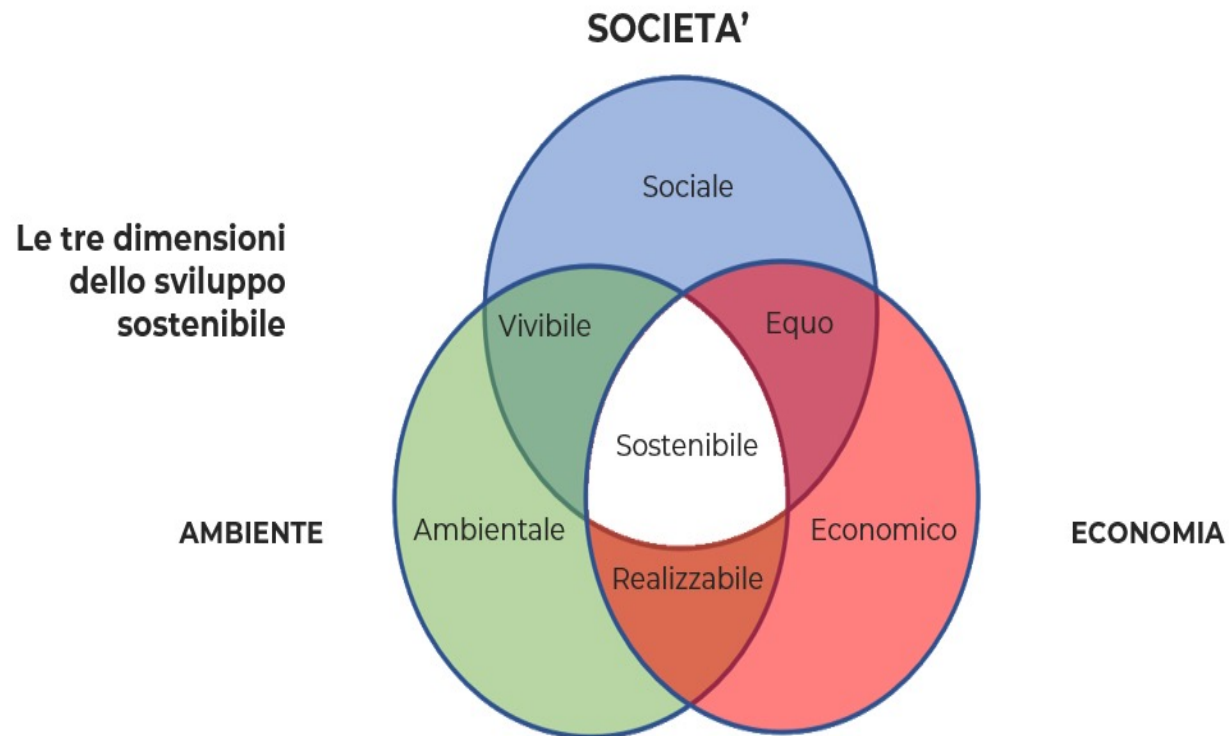 SOCIETA’
Sociale
Le tre dimensioni
dello sviluppo
sostenibile
Vivibile
Equo
Sostenibile
AMBIENTE
Ambientale
Economico
ECONOMIA
Realizzabile